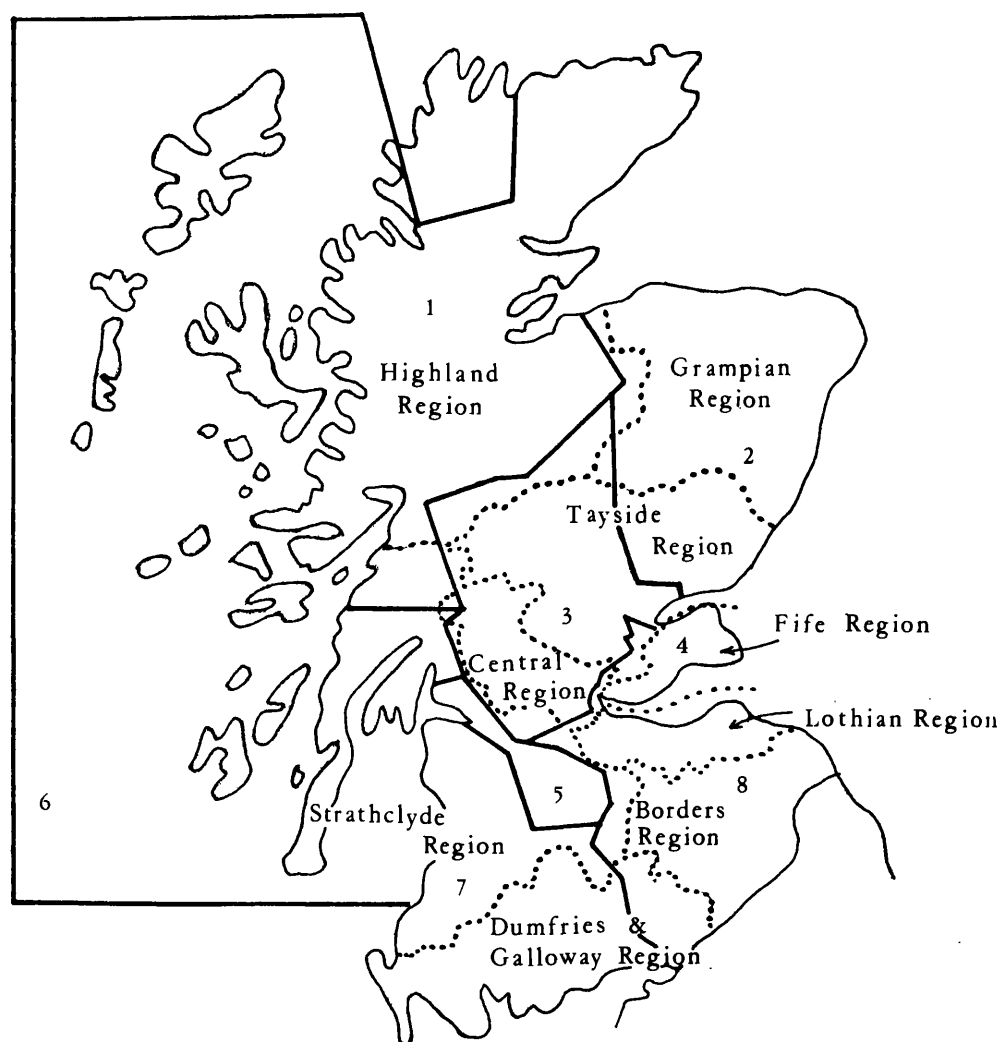 1
Highland
Region
Grampian
Region
2
Tayside
Region
3
4
Fife Region
Central
Region
Lothian Region
6
5
8
Strathclyde
Region
Borders
Region
7
Dumfries &
Galloway Region